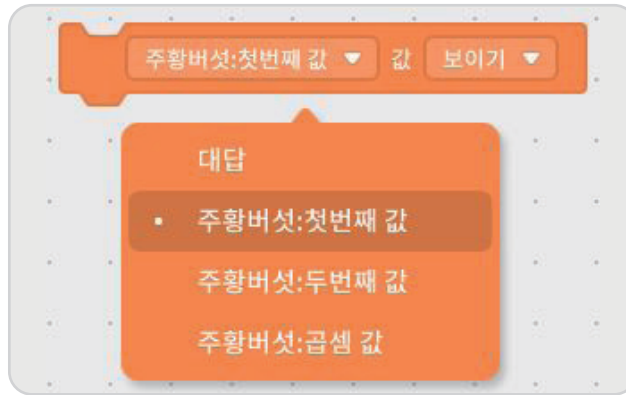 주황버섯:첫번째 값 ▼ 값 보이기 ▼
대답
주황버섯:첫번째 값
주황버섯:두번째 값
주황버섯:곱셈 값